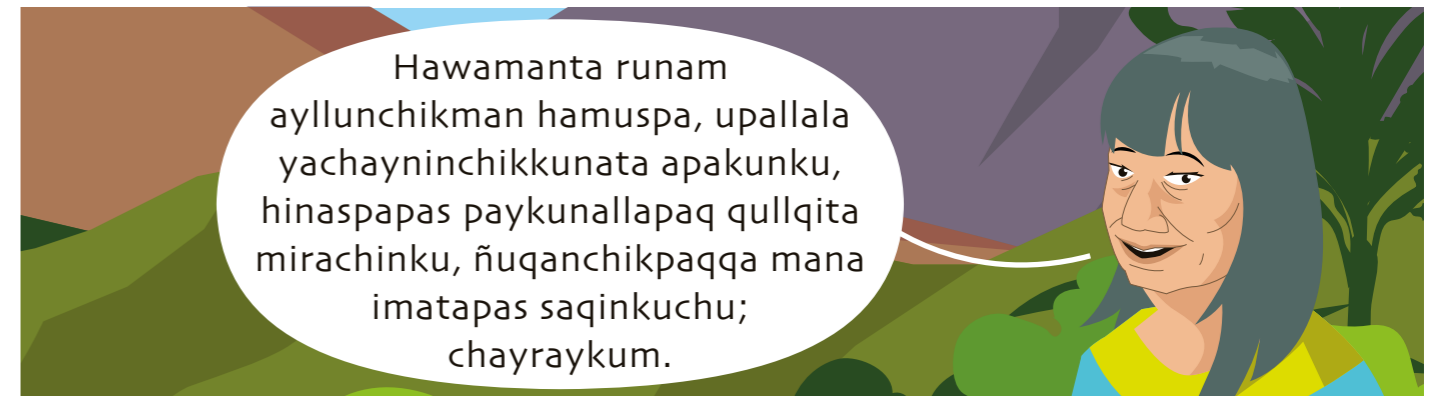 Hawamanta runam
ayllunchikman hamuspa, upallala
yachayninchikkunata apakunku,
hinaspapas paykunallapaq qullqita
mirachinku, ñuqanchikpaqqa mana
imatapas saqinkuchu;
chayraykum.